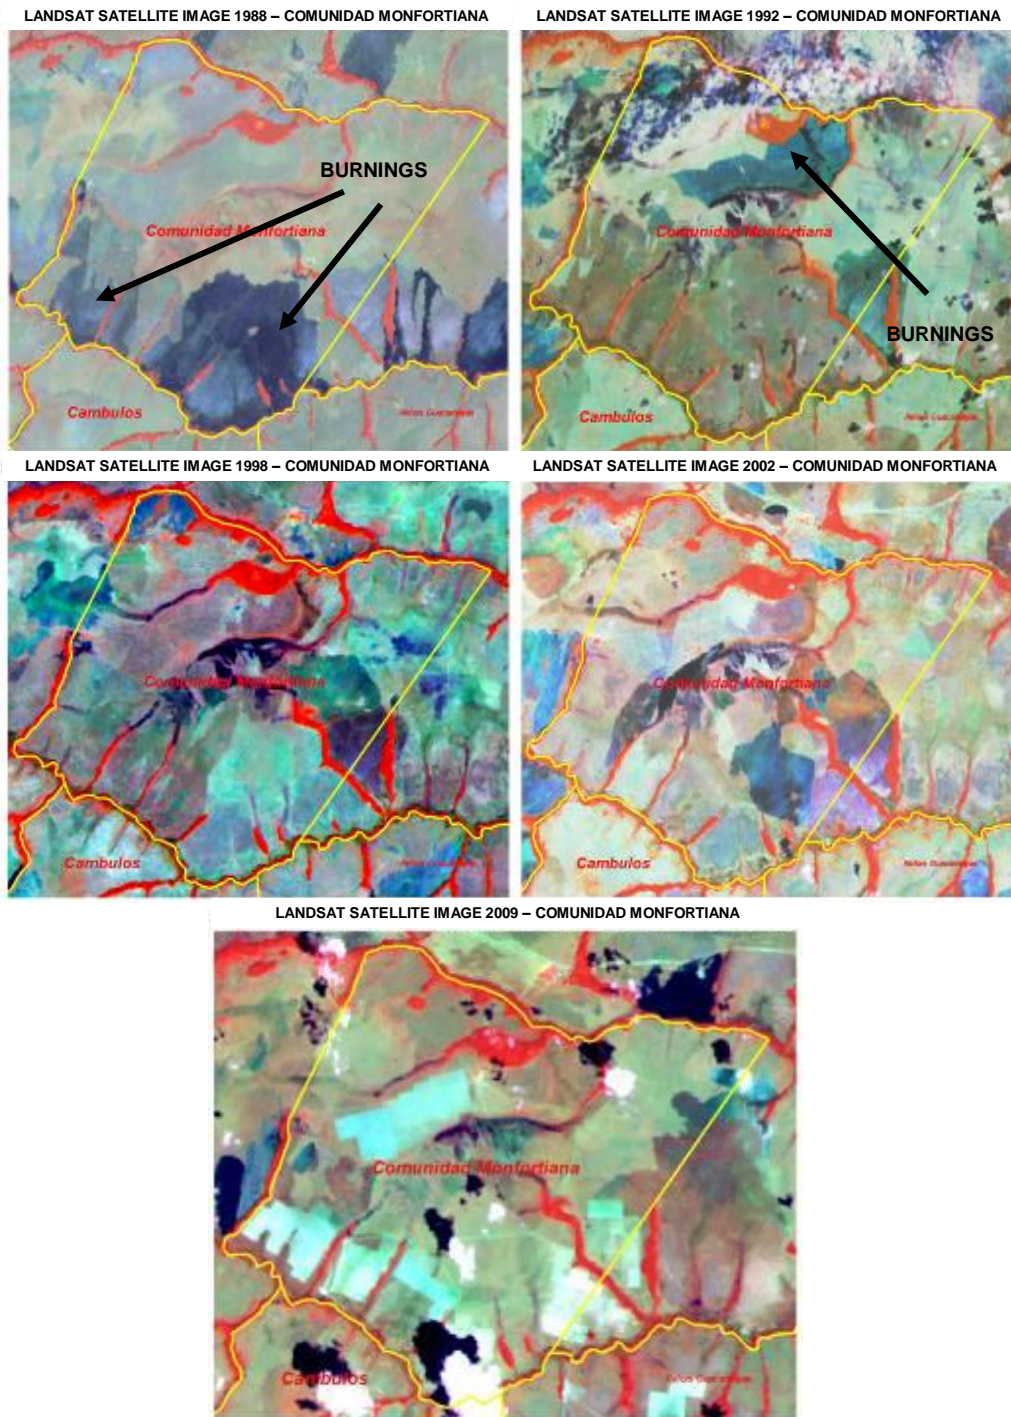 LANDSAT SATELLITE IMAGE 1988 – COMUNIDAD MONFORTIANA
LANDSAT SATELLITE IMAGE 1992 – COMUNIDAD MONFORTIANA
BURNINGS
Comunidad Monfortiana
Cambulos
Comunidad Monfortiana
BURNINGS
Cambulos
LANDSAT SATELLITE IMAGE 1998 – COMUNIDAD MONFORTIANA
LANDSAT SATELLITE IMAGE 2002 – COMUNIDAD MONFORTIANA
Comunidad Monfortiana
Cambulos
Comunidad Monfortiana
Cambulos
LANDSAT SATELLITE IMAGE 2009 – COMUNIDAD MONFORTIANA
Comunidad Monfortiana
Cambulos